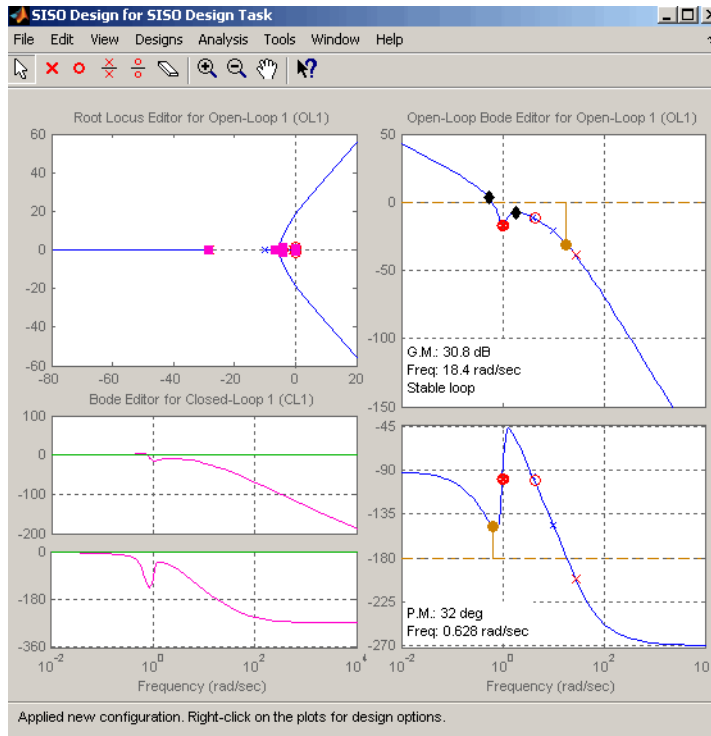 SISO Design for SISO Design Task
File Edit View Designs Analysis Tools Window Help
Root Locus Editor for Open-Loop 1 (OL1)
60
40
20
0
-20
-40
-60
-80 -60 -40 -20 0 20
Bode Editor for Closed-Loop 1 (CL1)
100
0
-100
-200
0
-180
-360
10^-2 10^0 10^2 10^4
Frequency (rad/sec)
Open-Loop Bode Editor for Open-Loop 1 (OL1)
50
0
-50
-100
-150
G.M.: 30.8 dB
Freq: 18.4 rad/sec
Stable loop
-45
-90
-135
-180
-225
-270
P.M.: 32 deg
Freq: 0.628 rad/sec
10^-2 10^0 10^2 10
Frequency (rad/sec)
Applied new configuration. Right-click on the plots for design options.